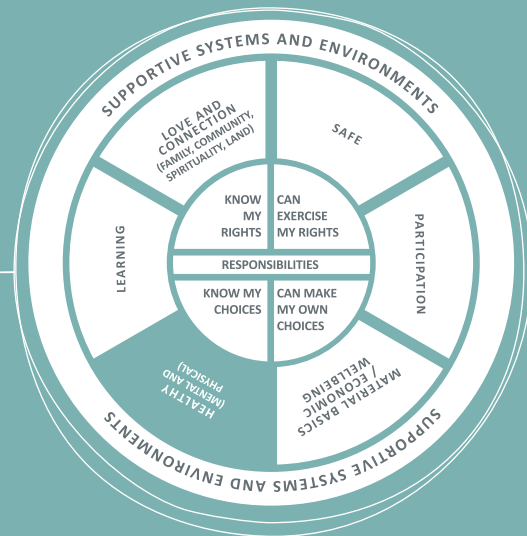 SUPPORTIVE SYSTEMS AND ENVIRONMENTS
LOVE AND
CONNECTION
(FAMILY, COMMUNITY,
SPIRITUALITY, LAND)
SAFE
LEARNING
PARTICIPATION
KNOW
MY
RIGHTS
CAN
EXERCISE
MY RIGHTS
RESPONSIBILITIES
KNOW MY
CHOICES
CAN MAKE
MY OWN
CHOICES
HEALTHY
(MENTAL AND
PHYSICAL)
MATERIAL BASICS
/ ECONOMIC
WELLBEING
SUPPORTIVE SYSTEMS AND ENVIRONMENTS